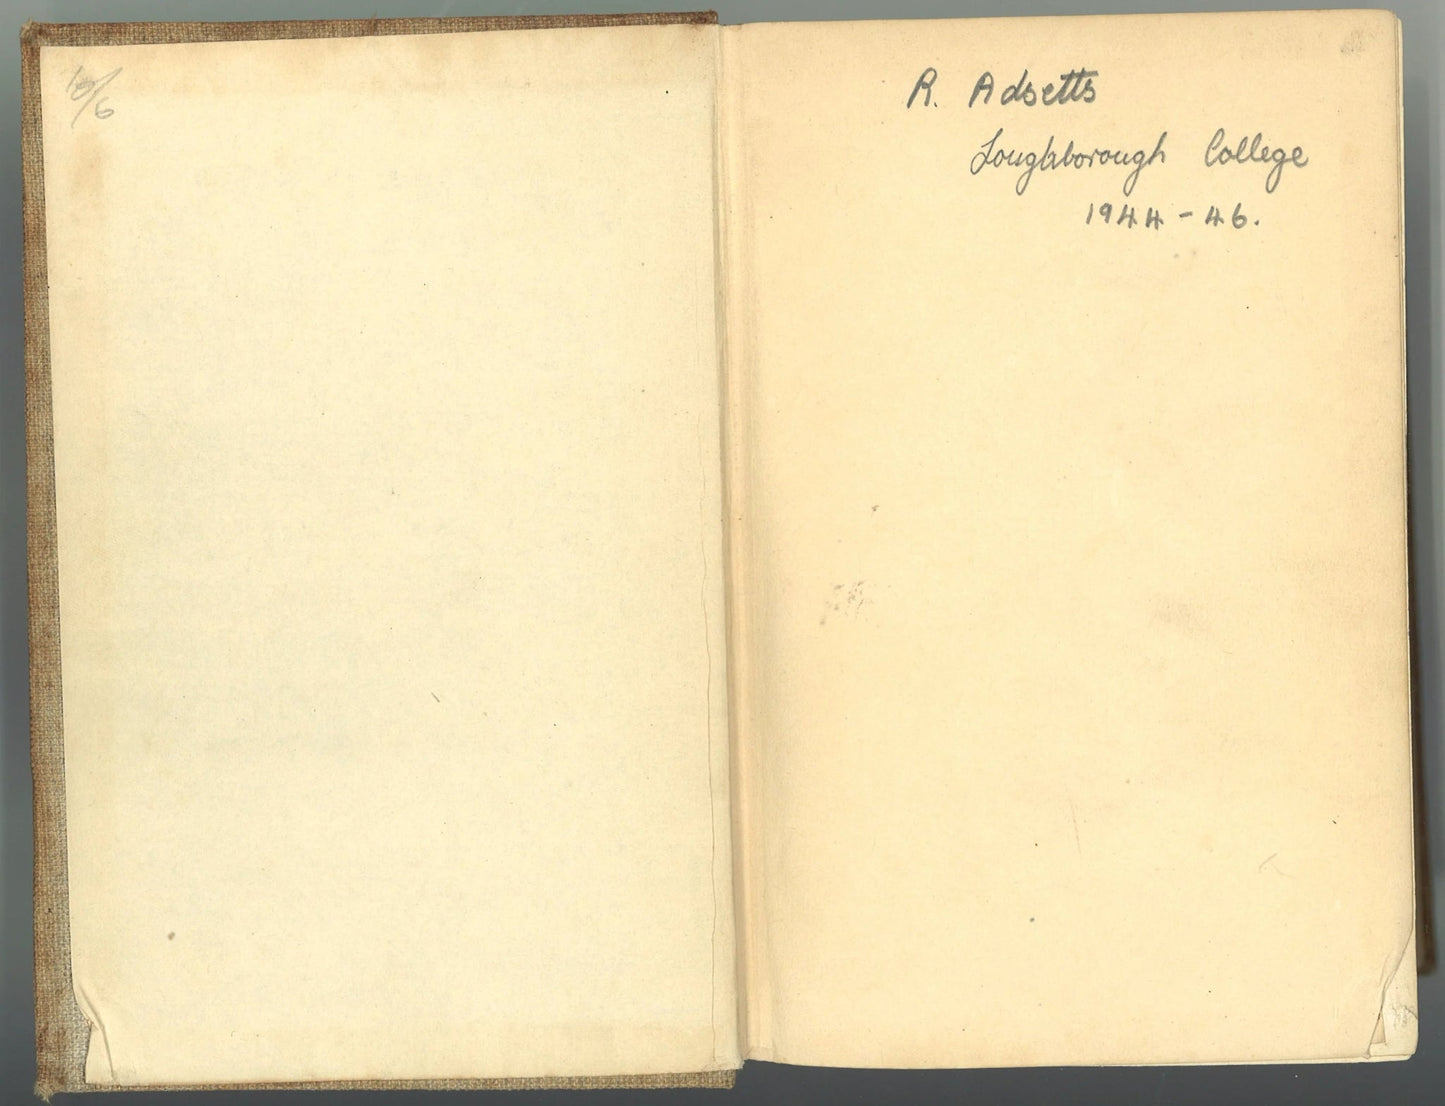 10/6
R. Adsetts
Loughborough College
1944 - 46.